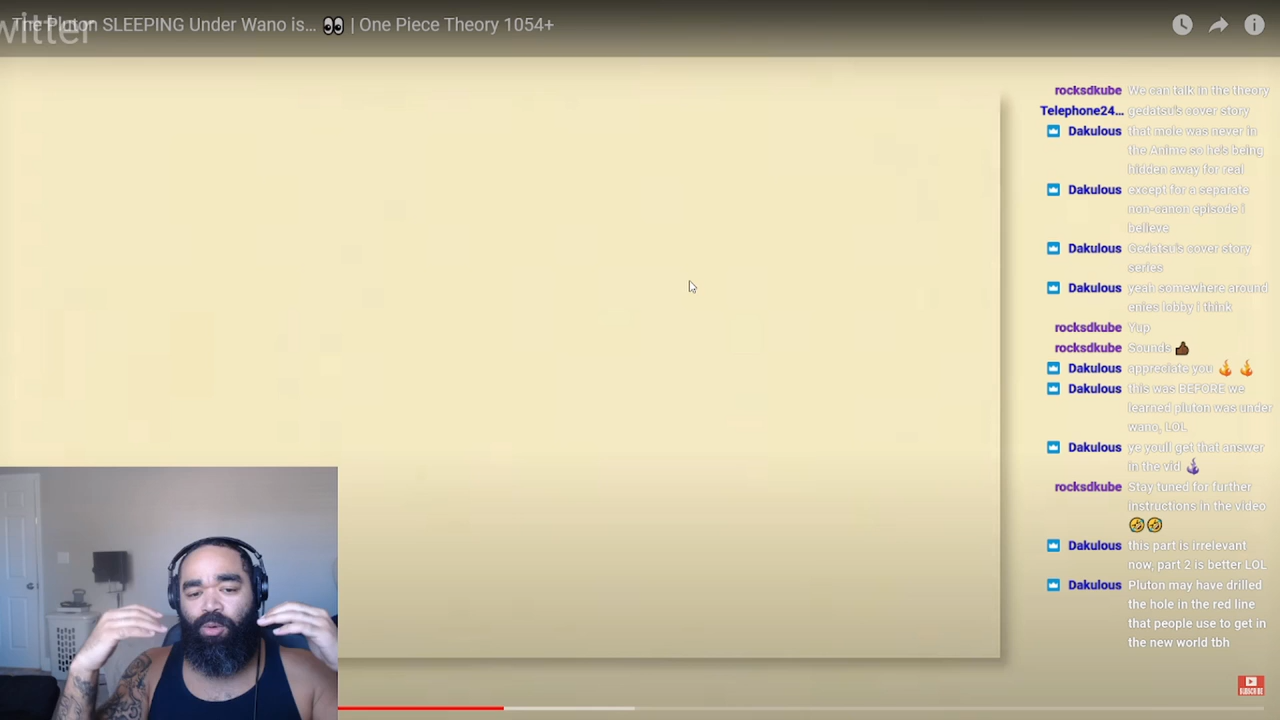 The Pluton SLEEPING Under Wano is... 👀 | One Piece Theory 1054+
witter
rocksdkube We can talk in the theory
Telephone24... gedatsu's cover story
Dakulous that mole was never in
the Anime so he's being
hidden away for real
Dakulous except for a separate
non-canon episode i
believe
Dakulous Gedatsu's cover story
series
Dakulous yeah somewhere around
enies lobby i think
rocksdkube Yup
rocksdkube Sounds 👍🏿
Dakulous appreciate you 🔥 🔥
Dakulous this was BEFORE we
learned pluton was under
wano, LOL
Dakulous ye youll get that answer
in the vid
rocksdkube Stay tuned for further
instructions in the video
🤣🤣
Dakulous this part is irrelevant
now, part 2 is better LOL
Dakulous Pluton may have drilled
the hole in the red line
that people use to get in
the new world tbh
SUBSCRIBE